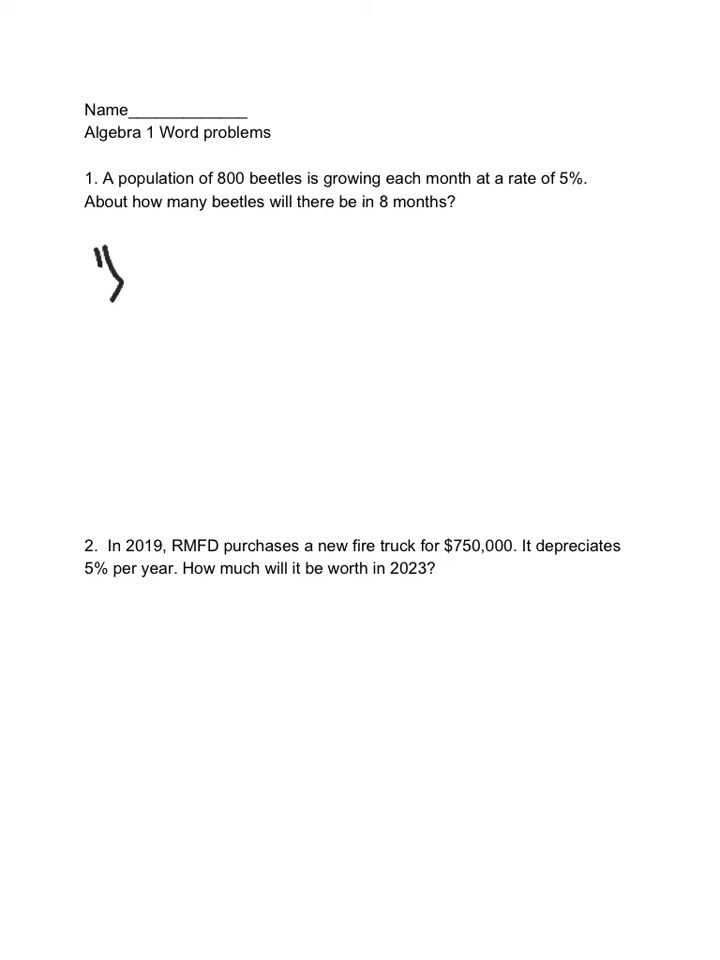 Name_____________
Algebra 1 Word problems
1. A population of 800 beetles is growing each month at a rate of 5%.
About how many beetles will there be in 8 months?
2.  In 2019, RMFD purchases a new fire truck for $750,000. It depreciates
5% per year. How much will it be worth in 2023?